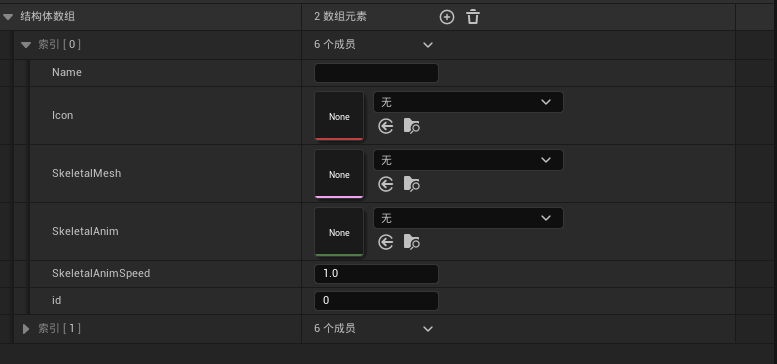 结构体数组 2 数组元素
索引 [ 0 ] 6 个成员
Name
Icon None 无
SkeletalMesh None 无
SkeletalAnim None 无
SkeletalAnimSpeed 1.0
id 0
索引 [ 1 ] 6 个成员